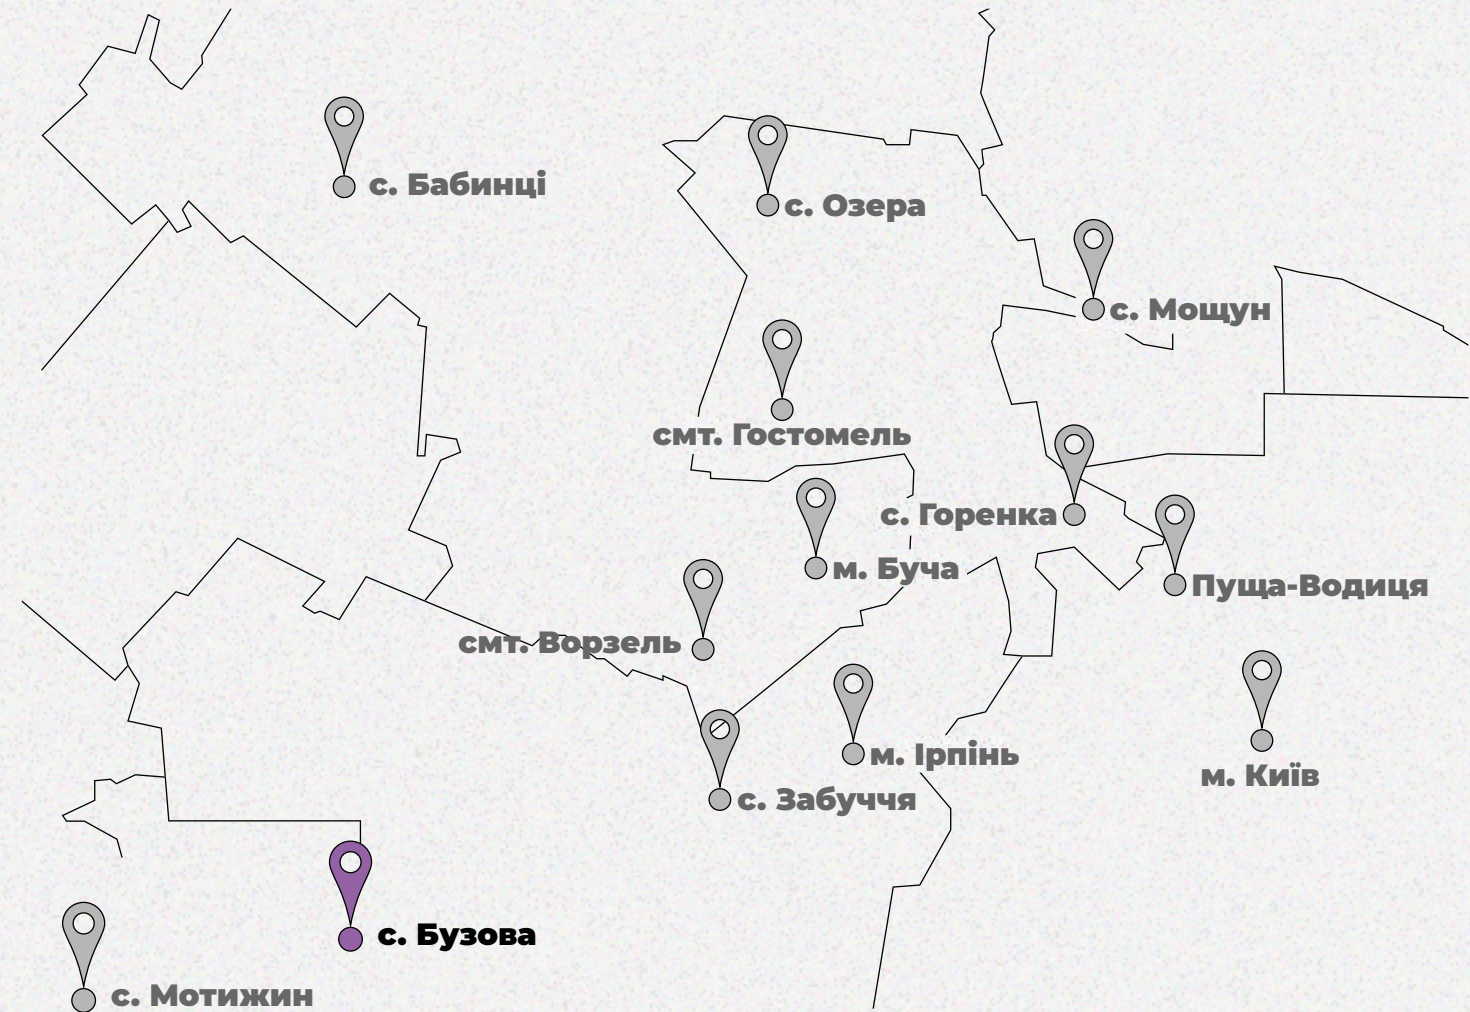 с. Бабинці
с. Озера
с. Мощун
смт. Гостомель
с. Горенка
м. Буча
Пуща-Водиця
смт. Ворзель
м. Ірпінь
м. Київ
с. Забуччя
с. Бузова
с. Мотижин